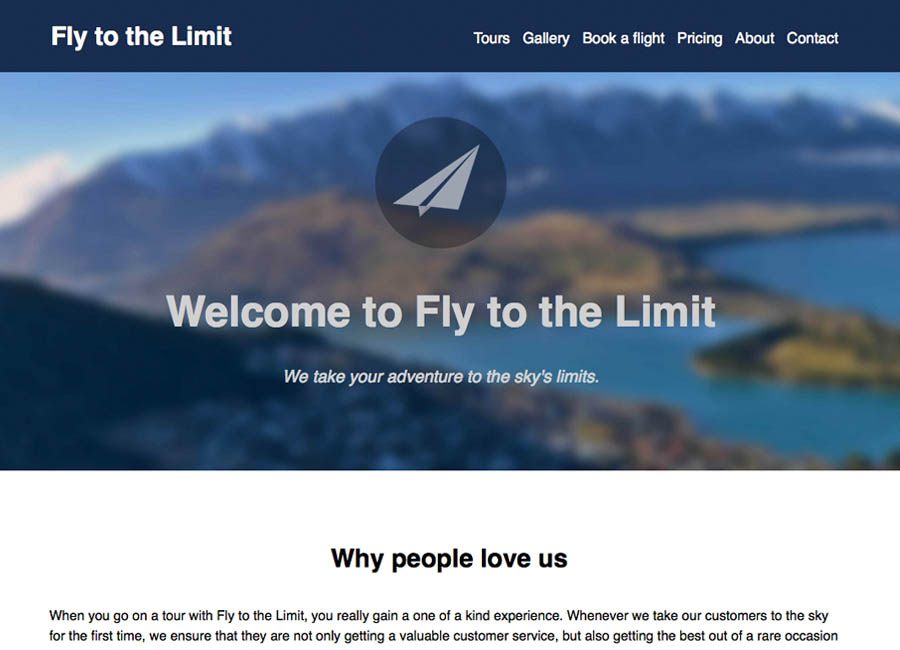 Fly to the Limit
Tours Gallery Book a flight Pricing About Contact
Welcome to Fly to the Limit
We take your adventure to the sky's limits.
Why people love us
When you go on a tour with Fly to the Limit, you really gain a one of a kind experience. Whenever we take our customers to the sky
for the first time, we ensure that they are not only getting a valuable customer service, but also getting the best out of a rare occasion